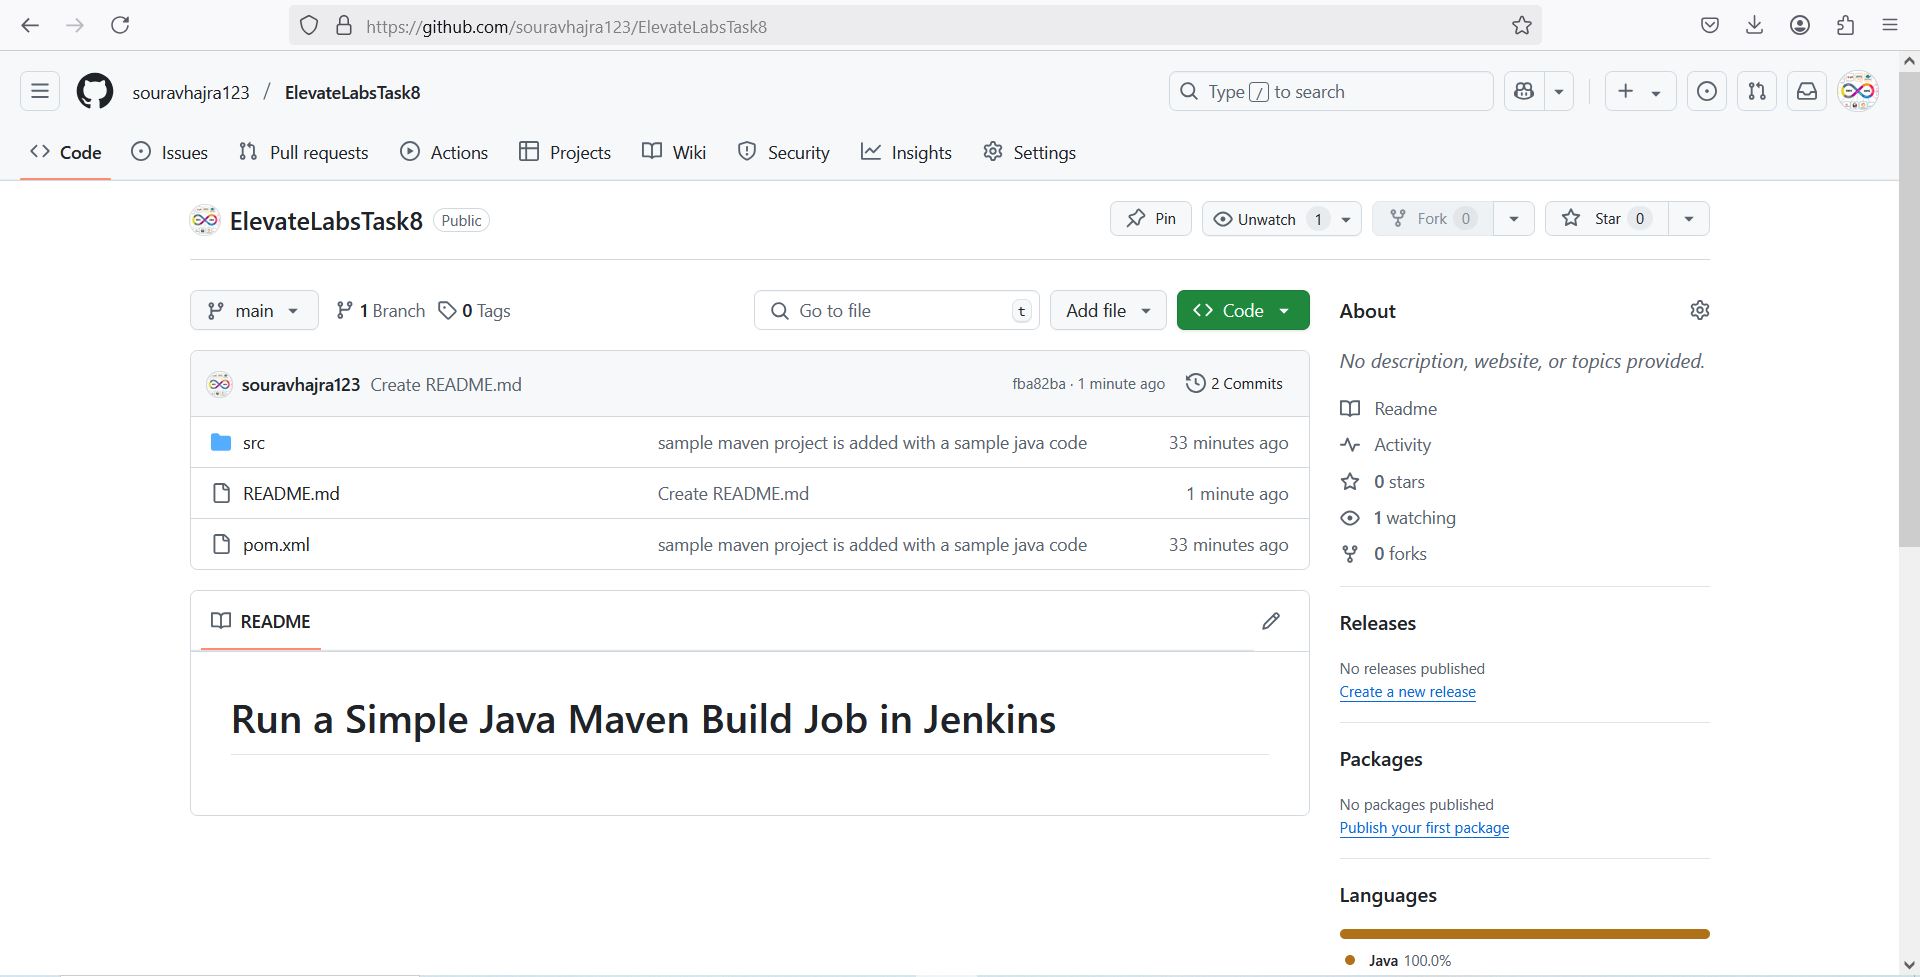 https://github.com/souravhajra123/ElevateLabsTask8
souravhajra123 / ElevateLabsTask8
Type / to search
Code Issues Pull requests Actions Projects Wiki Security Insights Settings
ElevateLabsTask8 Public
Pin Unwatch 1 Fork 0 Star 0
main 1 Branch 0 Tags
Go to file t Add file Code
souravhajra123 Create README.md fba82ba · 1 minute ago 2 Commits
src sample maven project is added with a sample java code 33 minutes ago
README.md Create README.md 1 minute ago
pom.xml sample maven project is added with a sample java code 33 minutes ago
README
Run a Simple Java Maven Build Job in Jenkins
About
No description, website, or topics provided.
Readme
Activity
0 stars
1 watching
0 forks
Releases
No releases published
Create a new release
Packages
No packages published
Publish your first package
Languages
Java 100.0%